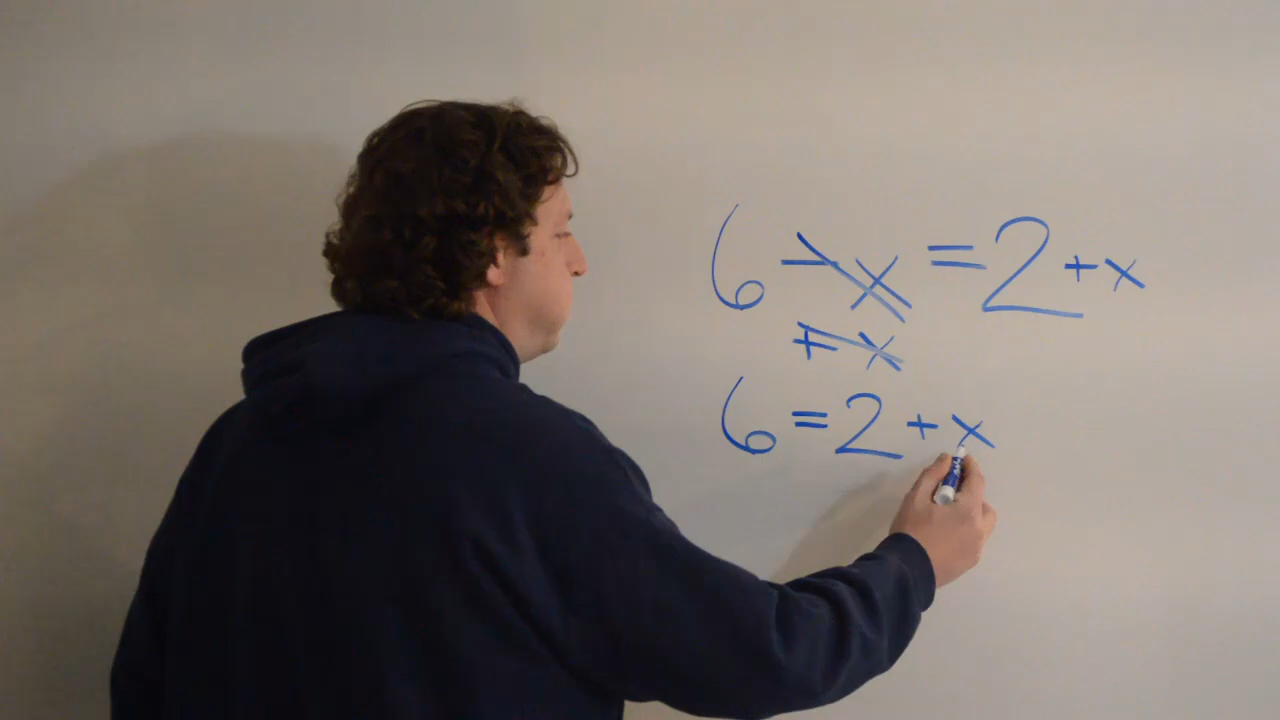 6 - x = 2 + x
+ x
6 = 2 + x